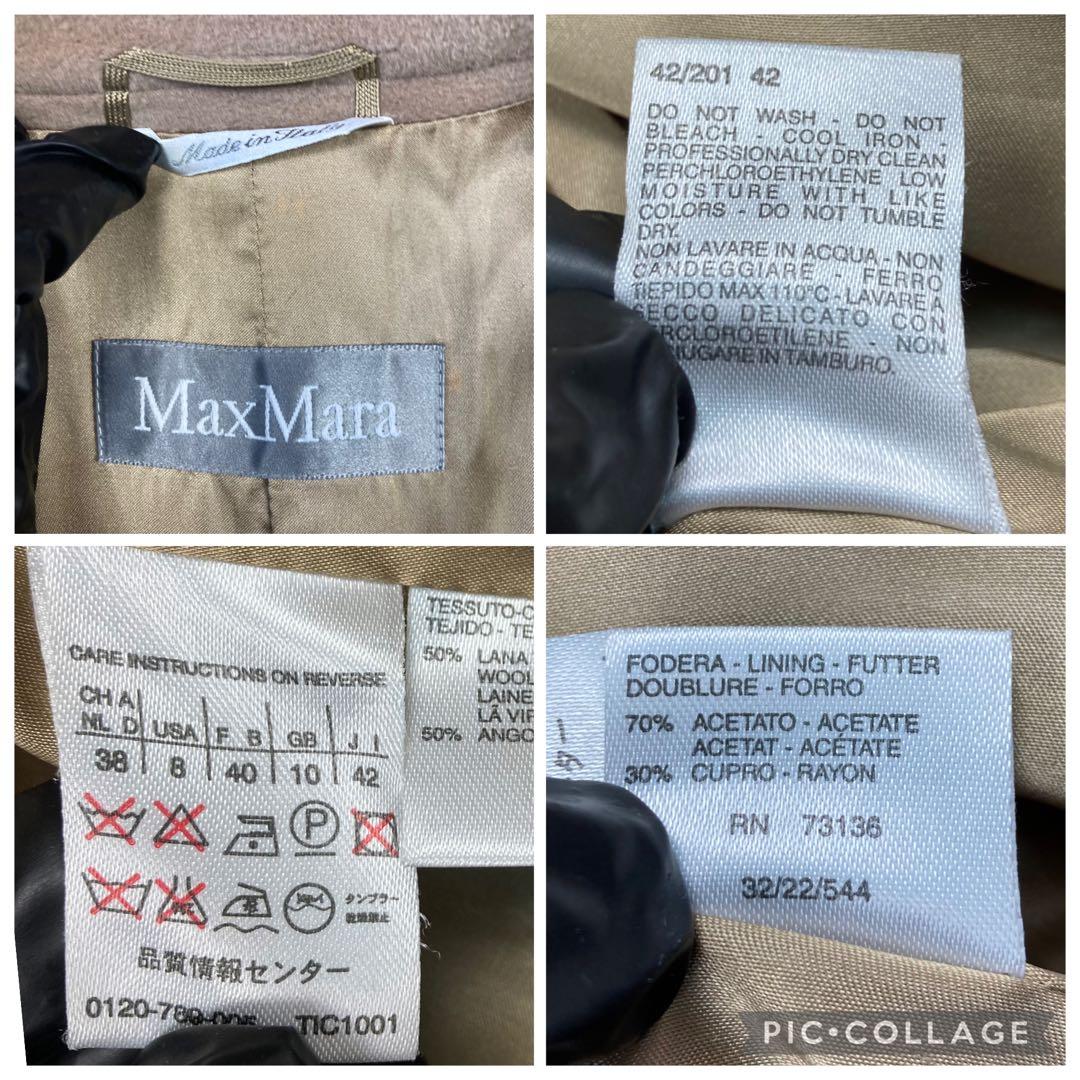 Made in Italy
MaxMara
42/201 42
DO NOT WASH - DO NOT
BLEACH - COOL IRON -
PROFESSIONALLY DRY CLEAN
PERCHLOROETHYLENE LOW
MOISTURE WITH LIKE
COLORS - DO NOT TUMBLE
DRY.
NON LAVARE IN ACQUA - NON
CANDEGGIARE - FERRO
TIEPIDO MAX 110°C - LAVARE A
SECCO DELICATO CON
PERCLOROETILENE - NON
IUGARE IN TAMBURO.
CARE INSTRUCTIONS ON REVERSE
CH A
NL D USA F B GB J I
38 8 40 10 42
P
タンブラー
乾燥禁止
品質情報センター
0120-789-005 TIC1001
TESSUTO-C
TEJIDO - TE
50% LANA
WOOL
LAINE
LÃ VIR
50% ANGO
FODERA - LINING - FUTTER
DOUBLURE - FORRO
70% ACETATO - ACETATE
ACETAT - ACÉTATE
30% CUPRO - RAYON
RN 73136
32/22/544
PIC•COLLAGE